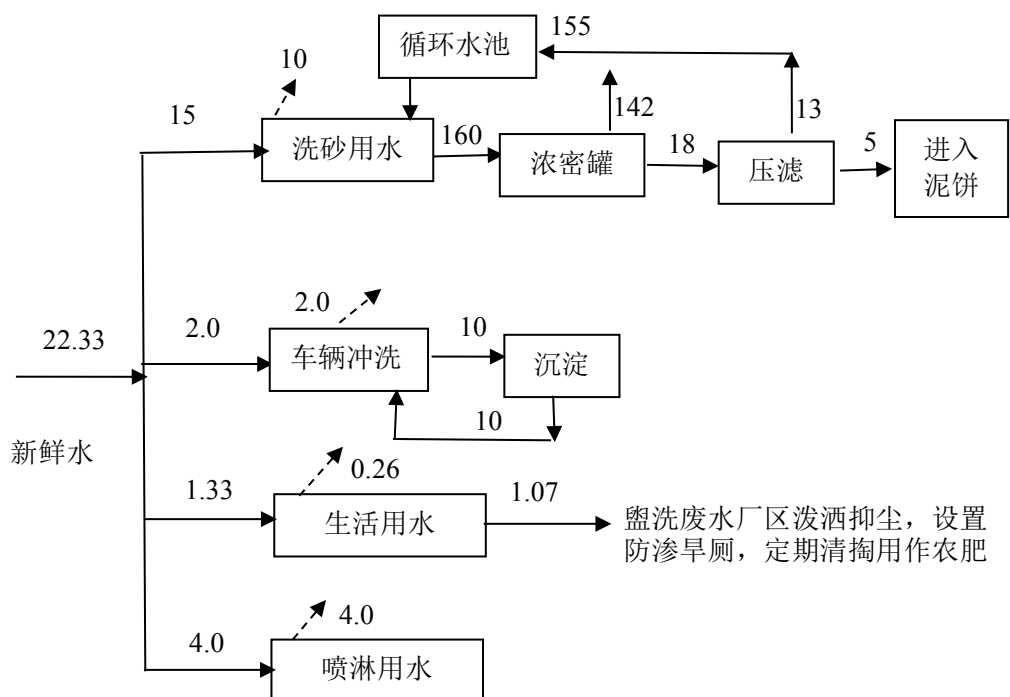 155
循环水池
10
15
160
洗砂用水
142
13
浓密罐
18
压滤
5
进入
泥饼
22.33
新鲜水
2.0
2.0
车辆冲洗
10
沉淀
10
1.33
0.26
生活用水
1.07
盥洗废水厂区泼洒抑尘，设置
防渗旱厕，定期清掏用作农肥
4.0
4.0
喷淋用水